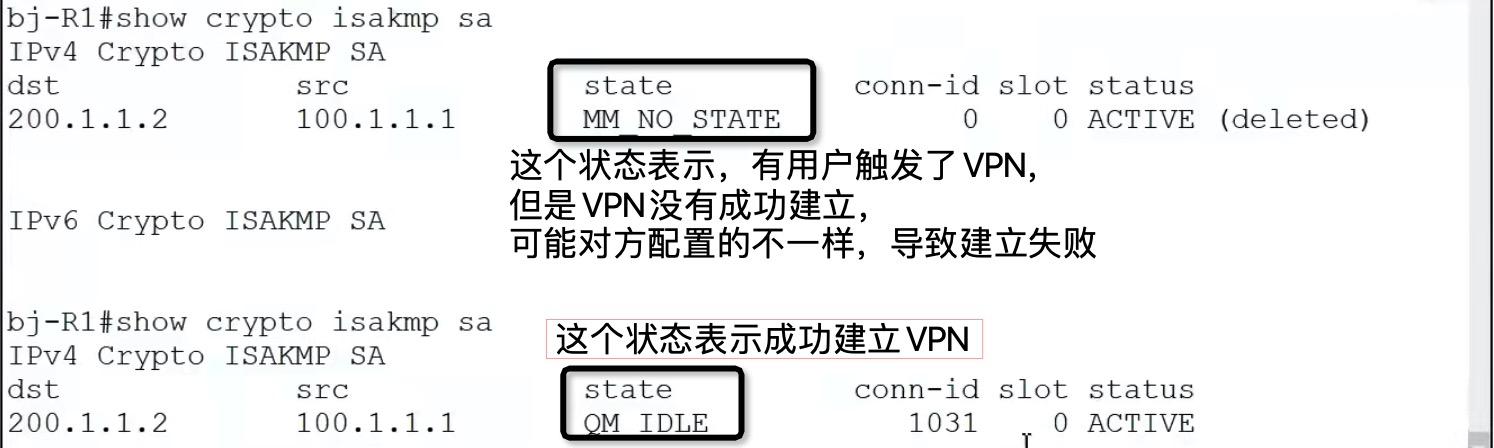 bj-R1#show crypto isakmp sa
IPv4 Crypto ISAKMP SA
dst src state conn-id slot status
200.1.1.2 100.1.1.1 MM_NO_STATE 0 0 ACTIVE (deleted)
这个状态表示，有用户触发了VPN，
但是VPN没有成功建立，
可能对方配置的不一样，导致建立失败
IPv6 Crypto ISAKMP SA
bj-R1#show crypto isakmp sa
这个状态表示成功建立VPN
IPv4 Crypto ISAKMP SA
dst src state conn-id slot status
200.1.1.2 100.1.1.1 QM_IDLE 1031 0 ACTIVE